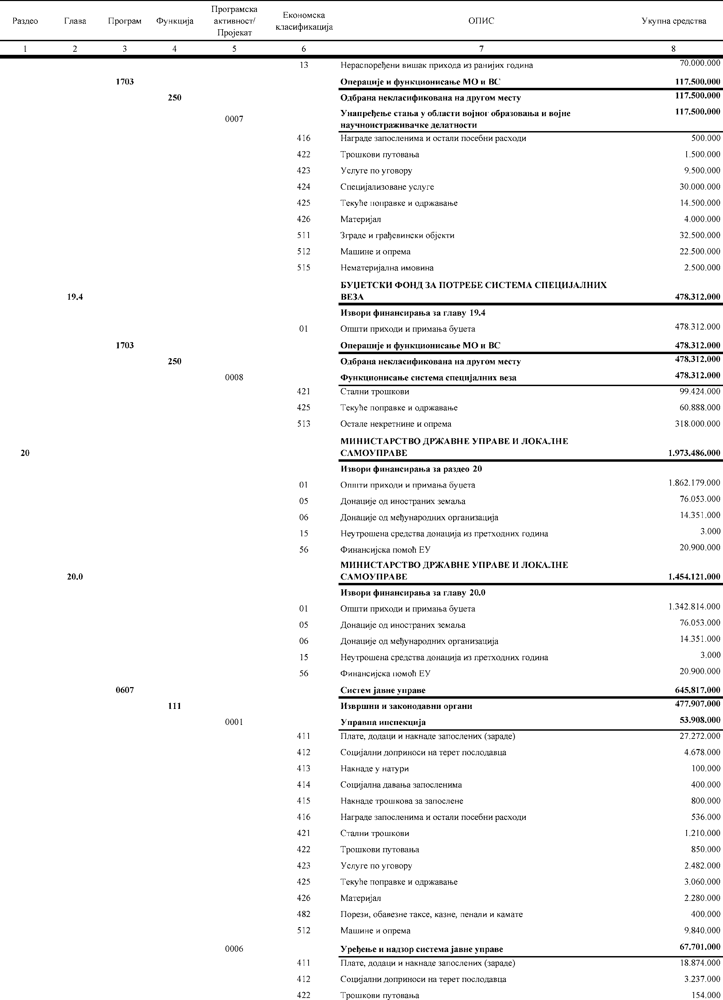 Раздео Глава Програм Функција Програмска активност/ Пројекат Економска класификација ОПИС Укупна средства
1 2 3 4 5 6 7 8
13 Нераспоређени вишак прихода из ранијих година 70.000.000
1703 Операције и функционисање МО и ВС 117.500.000
250 Одбрана некласификована на другом месту 117.500.000
0007 Унапређење стања у области војног образовања и војне 117.500.000
научноистраживачке делатности
416 Награде запосленима и остали посебни расходи 500.000
422 Трошкови путовања 1.500.000
423 Услуге по уговору 9.500.000
424 Специјализоване услуге 30.000.000
425 Текуће поправке и одржавање 14.500.000
426 Материјал 4.000.000
511 Зграде и грађевински објекти 32.500.000
512 Машине и опрема 22.500.000
515 Нематеријална имовина 2.500.000
БУЏЕТСКИ ФОНД ЗА ПОТРЕБЕ СИСТЕМА СПЕЦИЈАЛНИХ
19.4 ВЕЗА 478.312.000
Извори финансирања за главу 19.4
01 Општи приходи и примања буџета 478.312.000
1703 Операције и функционисање МО и ВС 478.312.000
250 Одбрана некласификована на другом месту 478.312.000
0008 Функционисање система специјалних веза 478.312.000
421 Стални трошкови 99.424.000
425 Текуће поправке и одржавање 60.888.000
513 Остале некретнине и опрема 318.000.000
МИНИСТАРСТВО ДРЖАВНЕ УПРАВЕ И ЛОКАЛНЕ
20 САМОУПРАВЕ 1.973.486.000
Извори финансирања за раздео 20
01 Општи приходи и примања буџета 1.862.179.000
05 Донације од иностраних земаља 76.053.000
06 Донације од међународних организација 14.351.000
15 Неутрошена средства донација из претходних година 3.000
56 Финансијска помоћ ЕУ 20.900.000
МИНИСТАРСТВО ДРЖАВНЕ УПРАВЕ И ЛОКАЛНЕ
20.0 САМОУПРАВЕ 1.454.121.000
Извори финансирања за главу 20.0
01 Општи приходи и примања буџета 1.342.814.000
05 Донације од иностраних земаља 76.053.000
06 Донације од међународних организација 14.351.000
15 Неутрошена средства донација из претходних година 3.000
56 Финансијска помоћ ЕУ 20.900.000
0607 Систем јавне управе 645.817.000
111 Извршни и законодавни органи 477.907.000
0001 Управна инспекција 53.908.000
411 Плате, додаци и накнаде запослених (зараде) 27.272.000
412 Социјални доприноси на терет послодавца 4.678.000
413 Накнаде у натури 100.000
414 Социјална давања запосленима 400.000
415 Накнаде трошкова за запослене 800.000
416 Награде запосленима и остали посебни расходи 536.000
421 Стални трошкови 1.210.000
422 Трошкови путовања 850.000
423 Услуге по уговору 2.482.000
425 Текуће поправке и одржавање 3.060.000
426 Материјал 2.280.000
482 Порези, обавезне таксе, казне, пенали и камате 400.000
512 Машине и опрема 9.840.000
0006 Уређење и надзор система јавне управе 67.701.000
411 Плате, додаци и накнаде запослених (зараде) 18.874.000
412 Социјални доприноси на терет послодавца 3.237.000
422 Трошкови путовања 154.000